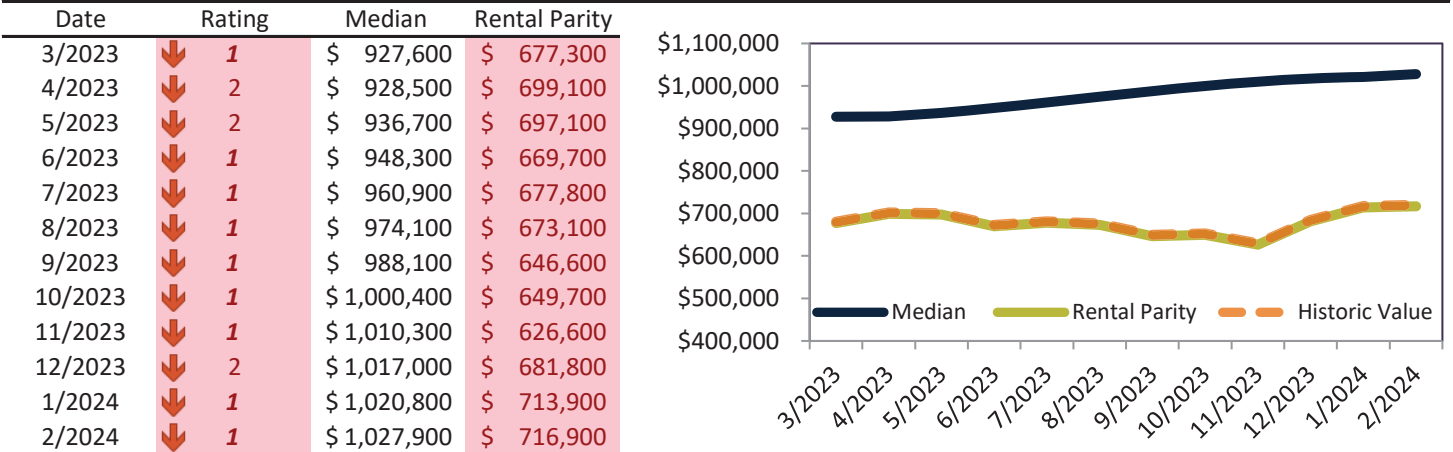 Date Rating Median Rental Parity
3/2023 1 $ 927,600 $ 677,300
4/2023 2 $ 928,500 $ 699,100
5/2023 2 $ 936,700 $ 697,100
6/2023 1 $ 948,300 $ 669,700
7/2023 1 $ 960,900 $ 677,800
8/2023 1 $ 974,100 $ 673,100
9/2023 1 $ 988,100 $ 646,600
10/2023 1 $ 1,000,400 $ 649,700
11/2023 1 $ 1,010,300 $ 626,600
12/2023 2 $ 1,017,000 $ 681,800
1/2024 1 $ 1,020,800 $ 713,900
2/2024 1 $ 1,027,900 $ 716,900
$1,100,000
$1,000,000
$900,000
$800,000
$700,000
$600,000
$500,000
$400,000
Median Rental Parity Historic Value
3/2023 4/2023 5/2023 6/2023 7/2023 8/2023 9/2023 10/2023 11/2023 12/2023 1/2024 2/2024